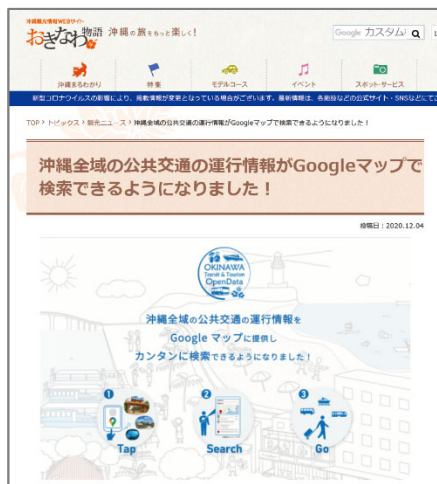 沖縄観光情報WEBサイト
おきなわ物語 沖縄の旅をもっと楽しく!
Google カスタム
沖縄まるわかり 特集 モデルコース イベント スポット・サービス
新型コロナウイルスの影響により、掲載情報が変更となっている場合がございます。最新情報は、各施設などの公式サイト・SNSなどにてご
TOP > トピックス > 観光ニュース > 沖縄全域の公共交通の運行情報がGoogleマップで検索できるようになりました!
沖縄全域の公共交通の運行情報がGoogleマップで
検索できるようになりました!
投稿日:2020.12.04
OKINAWA
Transit & Tourism
OpenData
沖縄全域の公共交通の運行情報を
Google マップに提供し
カンタンに検索できるようになりました!
1 2 3
Tap Search Go